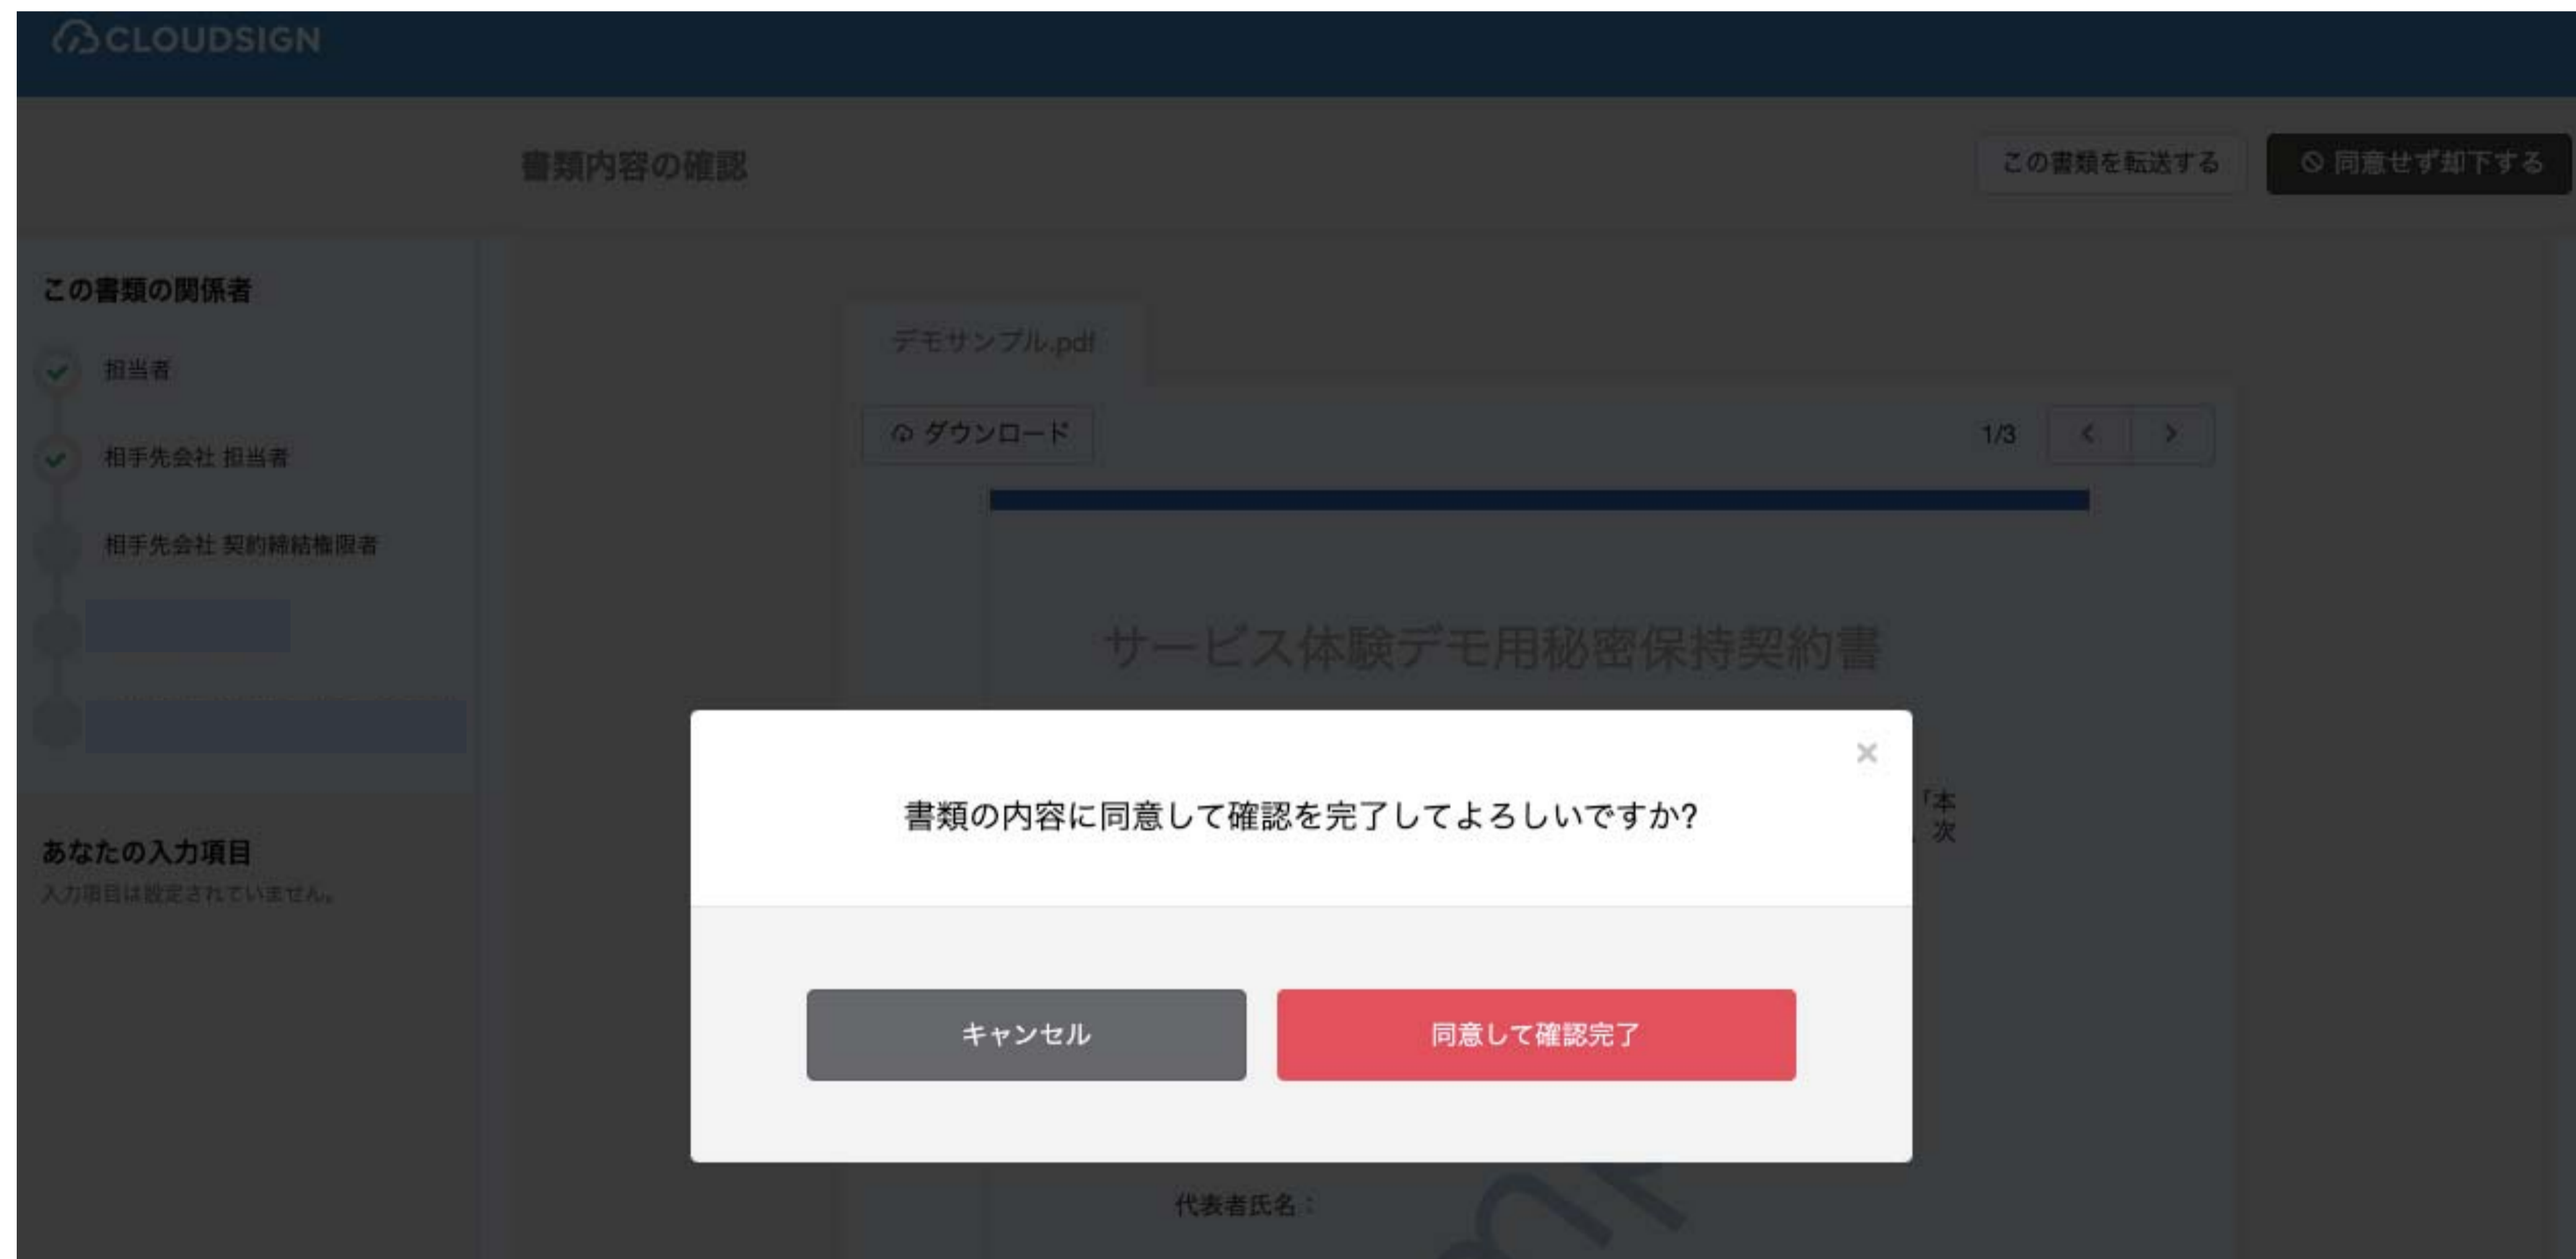 CLOUDSIGN
書類内容の確認
この書類を転送する
同意せず却下する
この書類の関係者
担当者
相手先会社 担当者
相手先会社 契約締結権限者
あなたの入力項目
入力項目は設定されていません。
デモサンプル.pdf
ダウンロード
1/3
サービス体験デモ用秘密保持契約書
「本
次
書類の内容に同意して確認を完了してよろしいですか?
キャンセル
同意して確認完了
代表者氏名：